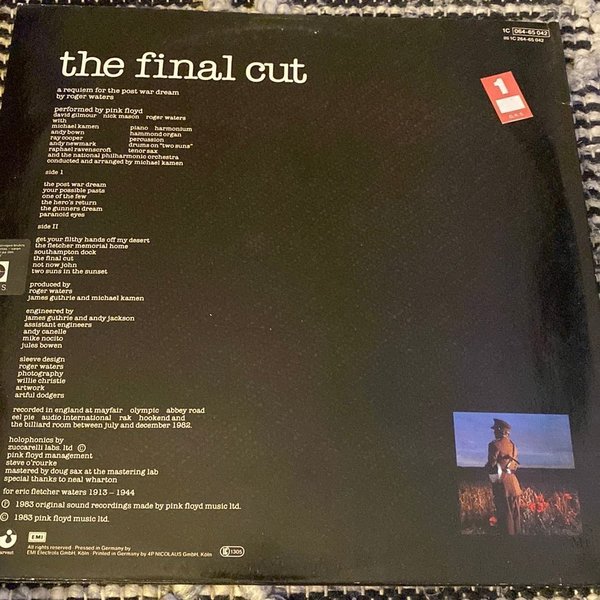 1C 064-65 042
1C 264-65 042
the final cut
a requiem for the post war dream
by roger waters
performed by pink floyd
david gilmour nick mason roger waters
with
michael kamen piano harmonium
andy bown hammond organ
ray cooper percussion
andy newmark drums on "two suns"
raphael ravenscroft tenor sax
and the national philharmonic orchestra
conducted and arranged by michael kamen
side 1
the post war dream
your possible pasts
one of the few
the hero's return
the gunners dream
paranoid eyes
side II
get your filthy hands off my desert
the fletcher memorial home
southampton dock
the final cut
not now john
two suns in the sunset
produced by
roger waters
james guthrie and michael kamen
engineered by
james guthrie and andy jackson
assistant engineers
andy canelle
mike nocito
jules bowen
sleeve design
roger waters
photography
willie christie
artwork
artful dodgers
recorded in england at mayfair olympic abbey road
eel pie audio international rak hookend and
the billiard room between july and december 1982.
holophonics by
zuccarelli labs. ltd ©
pink floyd management
steve o'rourke
mastered by doug sax at the mastering lab
special thanks to neal wharton
for eric fletcher waters 1913 – 1944
℗ 1983 original sound recordings made by pink floyd music ltd.
© 1983 pink floyd music ltd.
EMI
All rights reserved · Pressed in Germany by
EMI Electrola GmbH, Köln · Printed in Germany by 4P NICOLAUS GmbH, Köln
G 1305
1